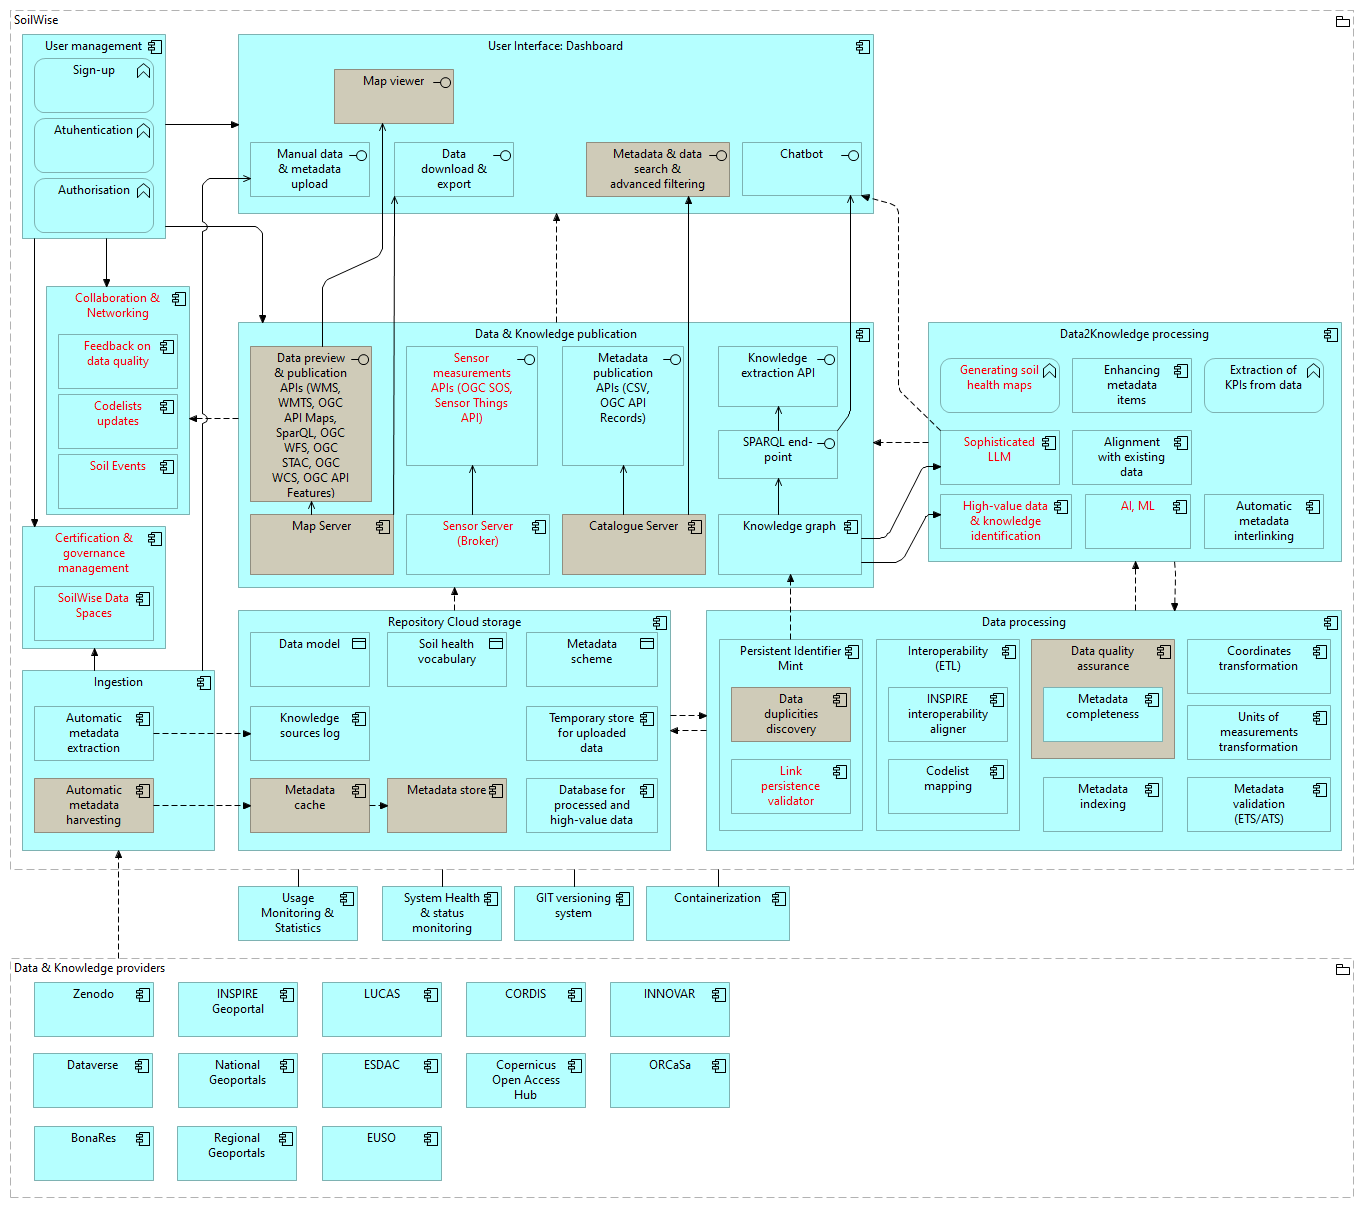 SoilWise
User management
Sign-up
Atuhentication
Authorisation
User Interface: Dashboard
Map viewer
Manual data
& metadata
upload
Data
download &
export
Metadata & data
search &
advanced filtering
Chatbot
Collaboration &
Networking
Feedback on
data quality
Codelists
updates
Soil Events
Data & Knowledge publication
Data preview
& publication
APIs (WMS,
WMTS, OGC
API Maps,
SparQL, OGC
WFS, OGC
STAC, OGC
WCS, OGC API
Features)
Sensor
measurements
APIs (OGC SOS,
Sensor Things
API)
Metadata
publication
APIs (CSV,
OGC API
Records)
Knowledge
extraction API
SPARQL end-
point
Map Server
Sensor Server
(Broker)
Catalogue Server
Knowledge graph
Data2Knowledge processing
Generating soil
health maps
Enhancing
metadata
items
Extraction of
KPIs from data
Sophisticated
LLM
Alignment
with existing
data
High-value data
& knowledge
identification
AI, ML
Automatic
metadata
interlinking
Certification &
governance
management
SoilWise Data
Spaces
Ingestion
Automatic
metadata
extraction
Automatic
metadata
harvesting
Repository Cloud storage
Data model
Soil health
vocabulary
Metadata
scheme
Knowledge
sources log
Temporary store
for uploaded
data
Metadata
cache
Metadata store
Database for
processed and
high-value data
Data processing
Persistent Identifier
Mint
Data
duplicities
discovery
Link
persistence
validator
Interoperability
(ETL)
INSPIRE
interoperability
aligner
Codelist
mapping
Data quality
assurance
Metadata
completeness
Metadata
indexing
Coordinates
transformation
Units of
measurements
transformation
Metadata
validation
(ETS/ATS)
Usage
Monitoring &
Statistics
System Health
& status
monitoring
GIT versioning
system
Containerization
Data & Knowledge providers
Zenodo
INSPIRE
Geoportal
LUCAS
CORDIS
INNOVAR
Dataverse
National
Geoportals
ESDAC
Copernicus
Open Access
Hub
ORCaSa
BonaRes
Regional
Geoportals
EUSO